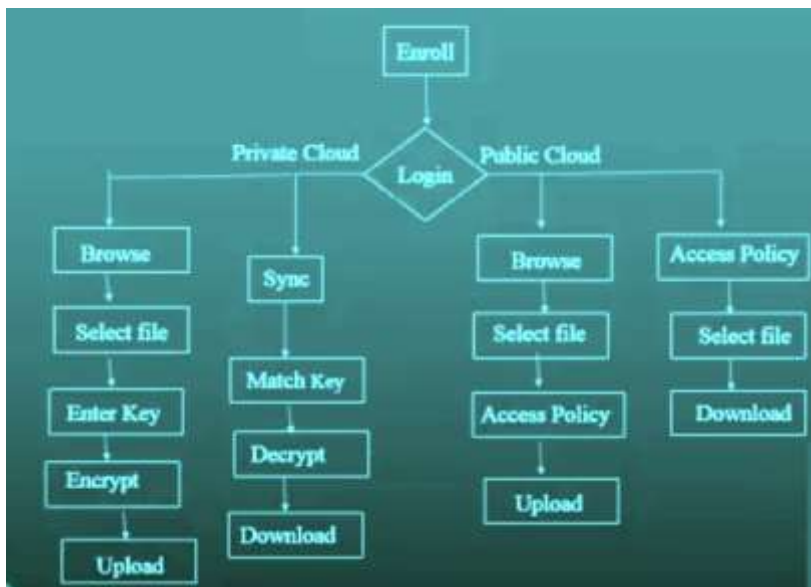 Enroll
Private Cloud
Login
Public Cloud
Browse
Select file
Enter Key
Encrypt
Upload
Sync
Match Key
Decrypt
Download
Browse
Select file
Access Policy
Upload
Access Policy
Select file
Download